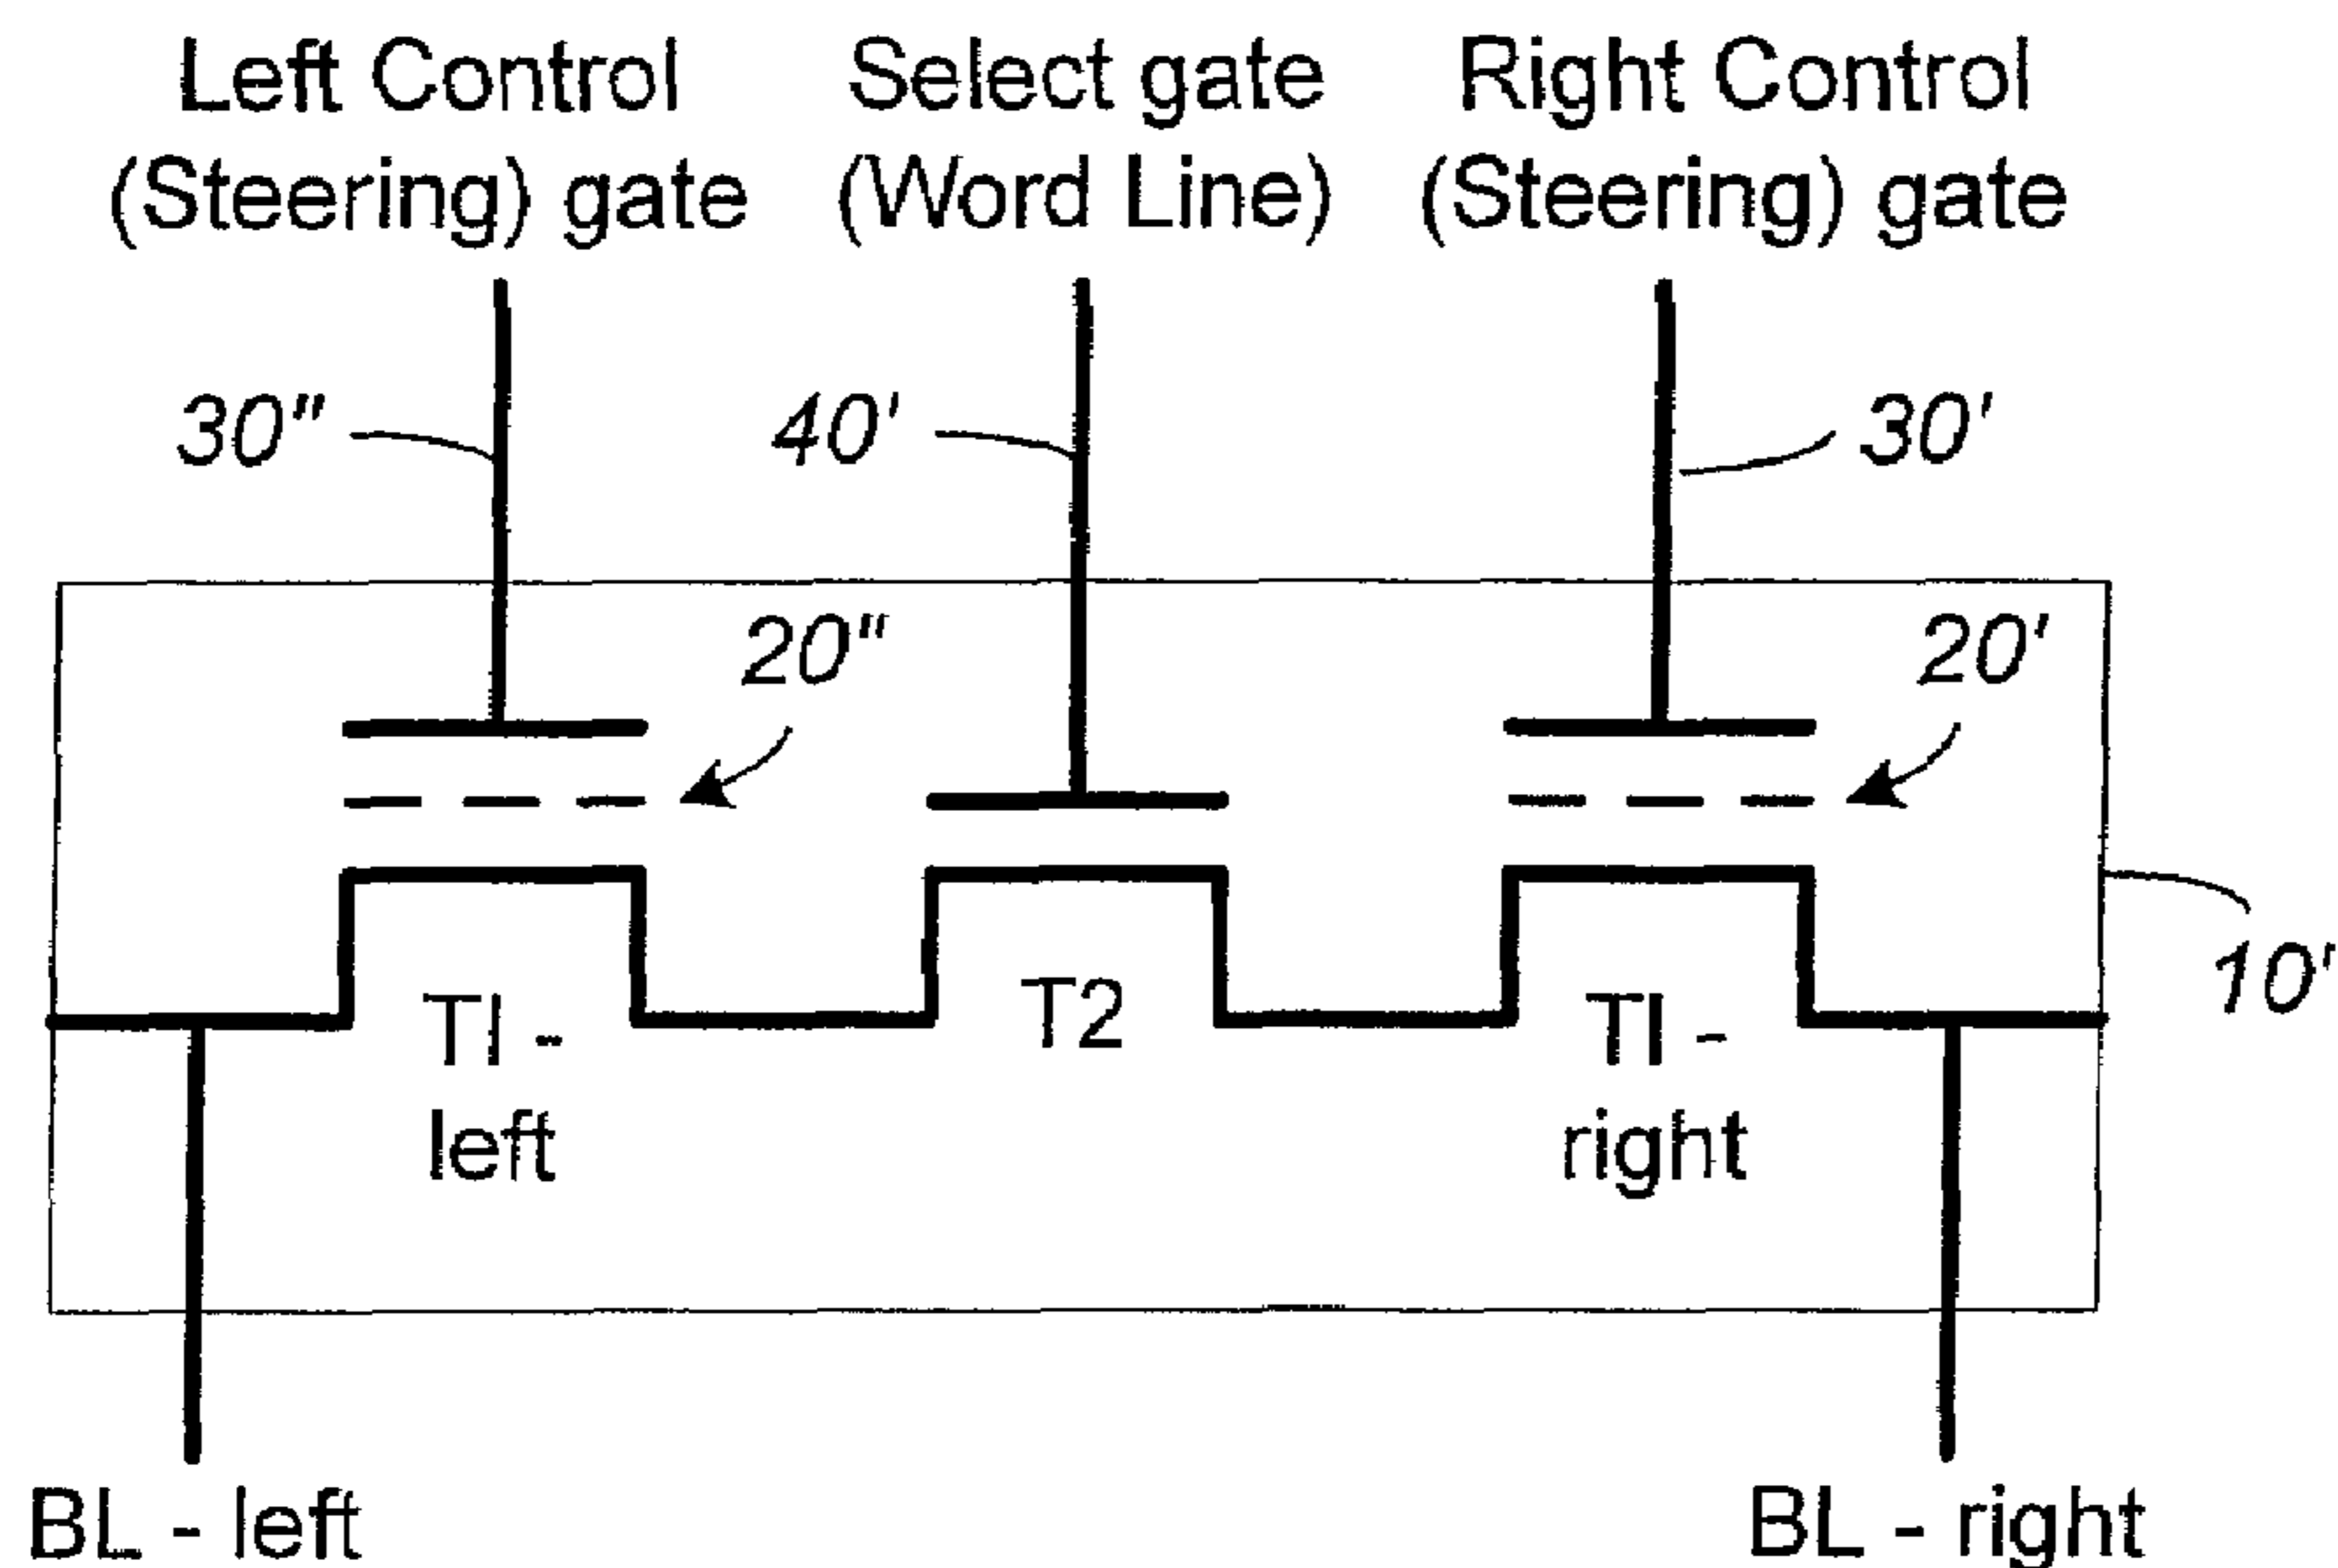 Left Control
(Steering) gate
Select gate
(Word Line)
Right Control
(Steering) gate
30"
40'
30'
20"
20'
10'
TI -
left
T2
TI -
right
BL - left
BL - right